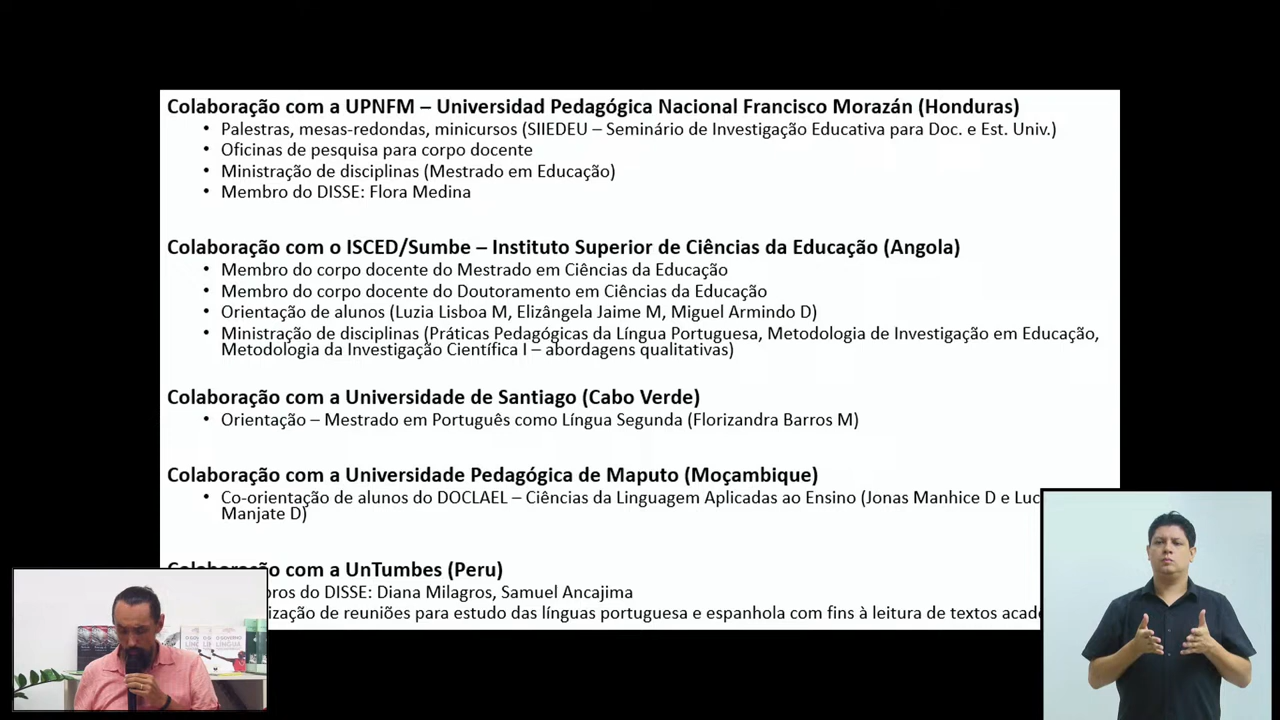 Colaboração com a UPNFM – Universidad Pedagógica Nacional Francisco Morazán (Honduras)
• Palestras, mesas-redondas, minicursos (SIIEDEU – Seminário de Investigação Educativa para Doc. e Est. Univ.)
• Oficinas de pesquisa para corpo docente
• Ministração de disciplinas (Mestrado em Educação)
• Membro do DISSE: Flora Medina
Colaboração com o ISCED/Sumbe – Instituto Superior de Ciências da Educação (Angola)
• Membro do corpo docente do Mestrado em Ciências da Educação
• Membro do corpo docente do Doutoramento em Ciências da Educação
• Orientação de alunos (Luzia Lisboa M, Elizângela Jaime M, Miguel Armindo D)
• Ministração de disciplinas (Práticas Pedagógicas da Língua Portuguesa, Metodologia de Investigação em Educação,
Metodologia da Investigação Científica I – abordagens qualitativas)
Colaboração com a Universidade de Santiago (Cabo Verde)
• Orientação – Mestrado em Português como Língua Segunda (Florizandra Barros M)
Colaboração com a Universidade Pedagógica de Maputo (Moçambique)
• Co-orientação de alunos do DOCLAEL – Ciências da Linguagem Aplicadas ao Ensino (Jonas Manhice D e
Manjate D)
com a UnTumbes (Peru)
do DISSE: Diana Milagros, Samuel Ancajima
de reuniões para estudo das línguas portuguesa e espanhola com fins à leitura de textos